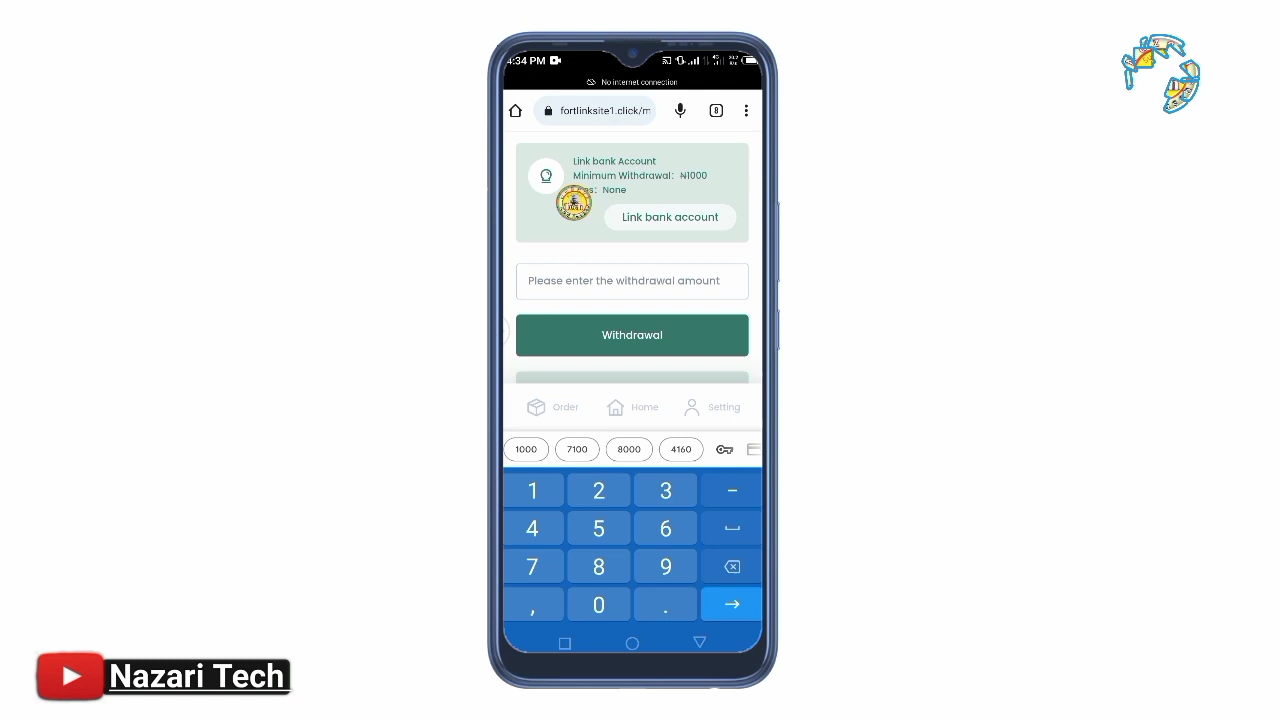 4:34 PM
No internet connection
fortlinksite1.click/m
8
Link bank Account
Minimum Withdrawal: ₦1000
None
Link bank account
Please enter the withdrawal amount
Withdrawal
Order Home Setting
1000 7100 8000 4160
1 2 3 -
4 5 6
7 8 9
, 0 . →
Nazari Tech